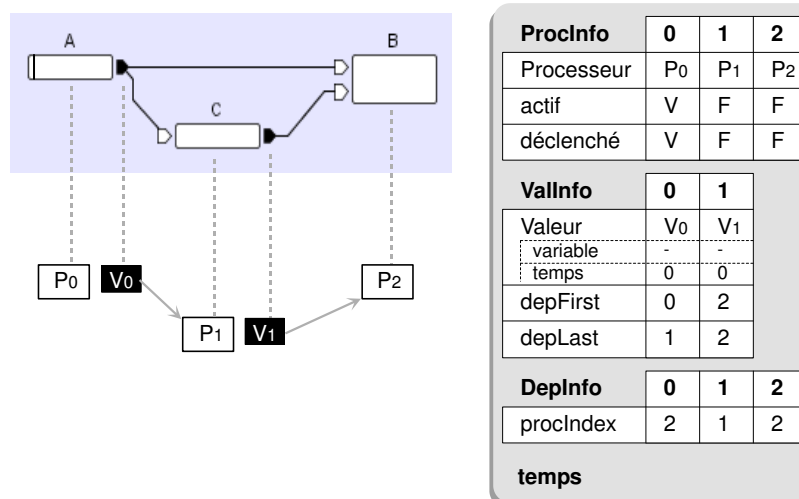 A
B
C
P0
V0
P2
P1
V1
ProcInfo 0 1 2
Processeur P0 P1 P2
actif V F F
déclenché V F F
ValInfo 0 1
Valeur V0 V1
variable - -
temps 0 0
depFirst 0 2
depLast 1 2
DepInfo 0 1 2
procIndex 2 1 2
temps